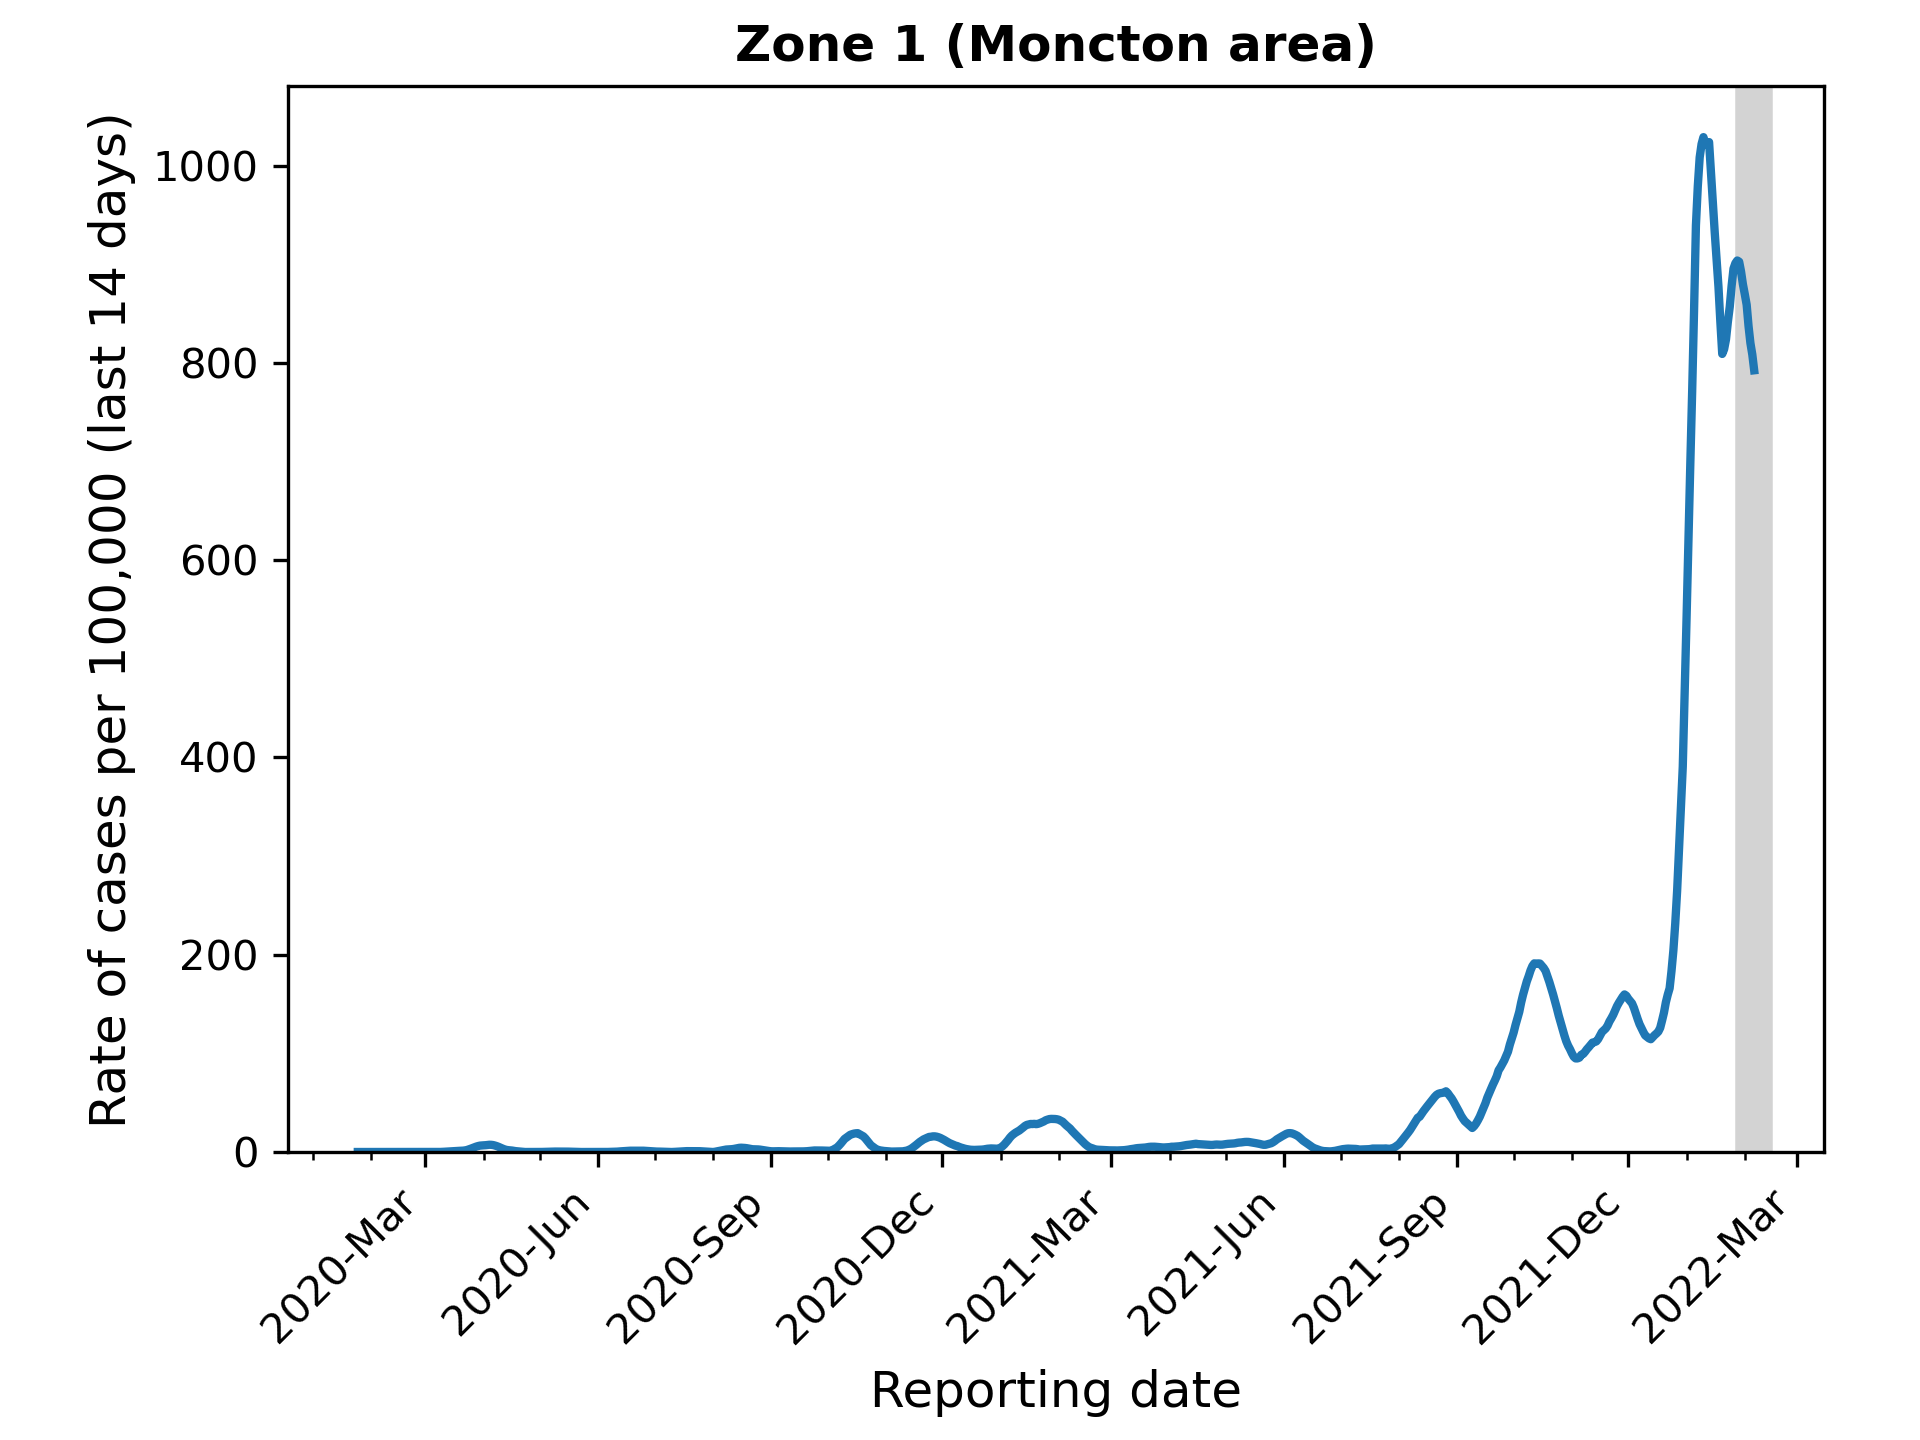 Zone 1 (Moncton area)
Rate of cases per 100,000 (last 14 days)
1000
800
600
400
200
0
2020-Mar
2020-Jun
2020-Sep
2020-Dec
2021-Mar
2021-Jun
2021-Sep
2021-Dec
2022-Mar
Reporting date